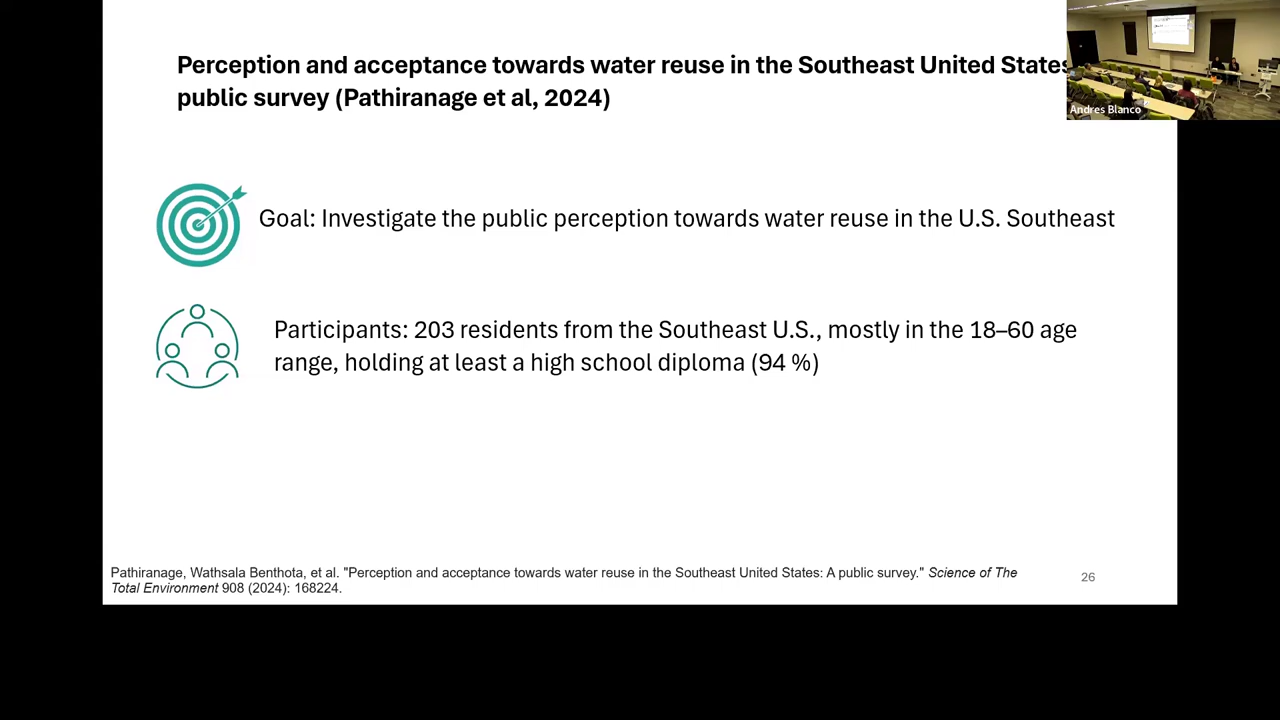 Perception and acceptance towards water reuse in the Southeast United States
public survey (Pathiranage et al, 2024)
Andres Blanco
Goal: Investigate the public perception towards water reuse in the U.S. Southeast
Participants: 203 residents from the Southeast U.S., mostly in the 18–60 age
range, holding at least a high school diploma (94 %)
Pathiranage, Wathsala Benthota, et al. "Perception and acceptance towards water reuse in the Southeast United States: A public survey." Science of The
Total Environment 908 (2024): 168224.
26